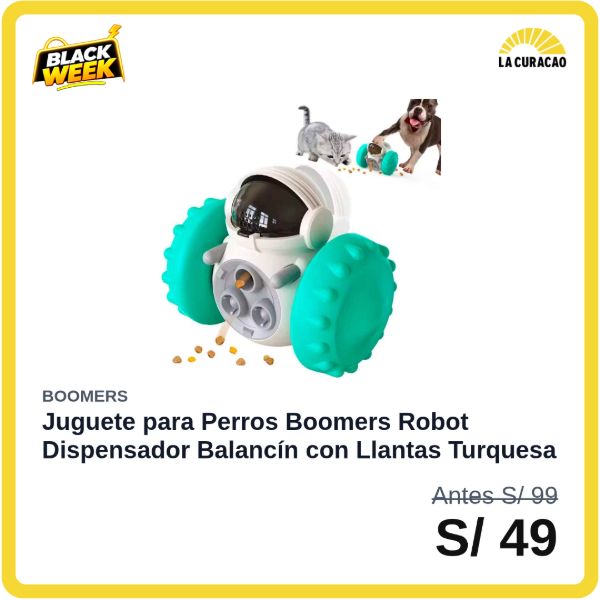 BLACK
WEEK
LA CURACAO
BOOMERS
Juguete para Perros Boomers Robot
Dispensador Balancín con Llantas Turquesa
Antes S/ 99
S/ 49